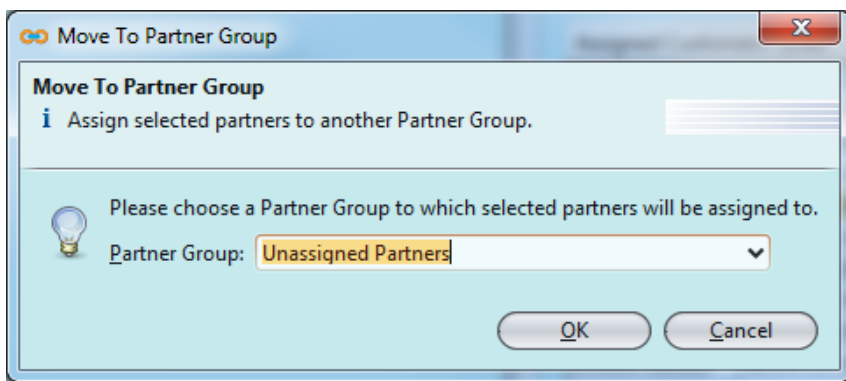 Move To Partner Group
Move To Partner Group
Assign selected partners to another Partner Group.
Please choose a Partner Group to which selected partners will be assigned to.
Partner Group: Unassigned Partners
OK Cancel